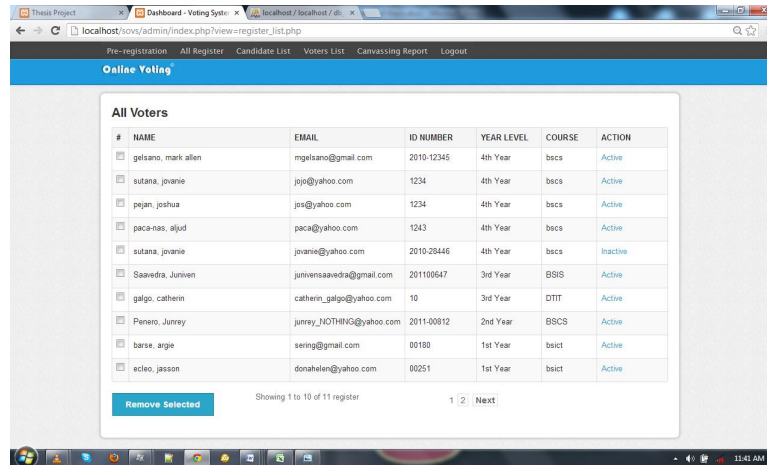 Thesis Project
Dashboard - Voting Syste
localhost / localhost / db_
localhost/sovs/admin/index.php?view=register_list.php
Pre-registration All Register Candidate List Voters List Canvassing Report Logout
Online Voting
All Voters
# NAME EMAIL ID NUMBER YEAR LEVEL COURSE ACTION
gelsano, mark allen mgelsano@gmail.com 2010-12345 4th Year bscs Active
sutana, jovanie jojo@yahoo.com 1234 4th Year bscs Active
pejan, joshua jos@yahoo.com 1234 4th Year bscs Active
paca-nas, aljud paca@yahoo.com 1243 4th Year bscs Active
sutana, jovanie jovanie@yahoo.com 2010-28446 4th Year bscs Inactive
Saavedra, Juniven junivensaavedra@gmail.com 201100647 3rd Year BSIS Active
galgo, catherin catherin_galgo@yahoo.com 10 3rd Year DTIT Active
Penero, Junrey junrey_NOTHING@yahoo.com 2011-00812 2nd Year BSCS Active
barse, argie sering@gmail.com 00180 1st Year bsict Active
ecleo, jasson donahelen@yahoo.com 00251 1st Year bsict Active
Remove Selected Showing 1 to 10 of 11 register 1 2 Next
11:41 AM